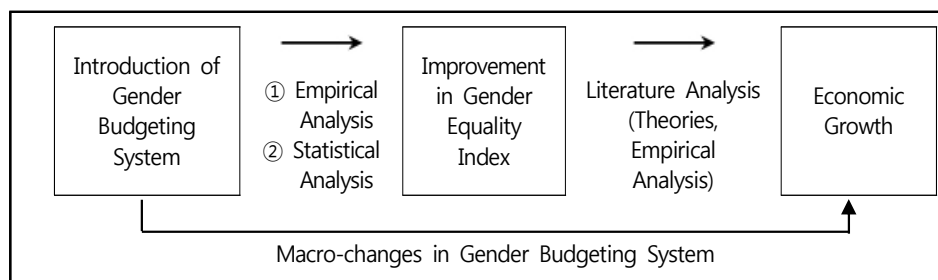 Introduction of
Gender
Budgeting
System
① Empirical
Analysis
② Statistical
Analysis
Improvement
in Gender
Equality
Index
Literature Analysis
(Theories,
Empirical
Analysis)
Economic
Growth
Macro-changes in Gender Budgeting System